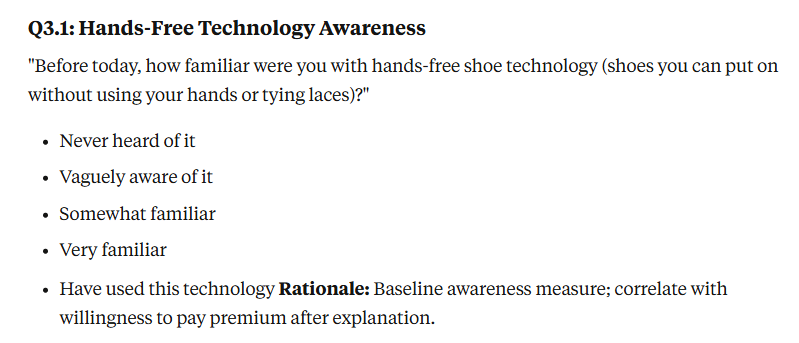 Q3.1: Hands-Free Technology Awareness
"Before today, how familiar were you with hands-free shoe technology (shoes you can put on
without using your hands or tying laces)?"
• Never heard of it
• Vaguely aware of it
• Somewhat familiar
• Very familiar
• Have used this technology Rationale: Baseline awareness measure; correlate with
willingness to pay premium after explanation.